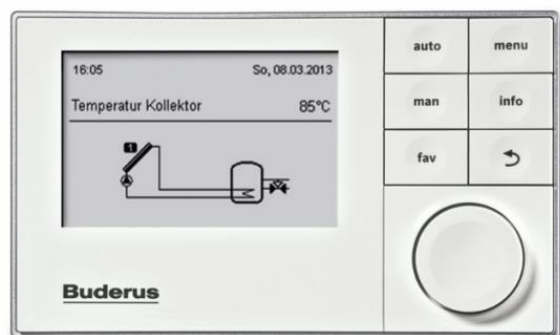 16:05 So, 08.03.2013
Temperatur Kollektor 85°C
1
Buderus
auto menu
man info
fav